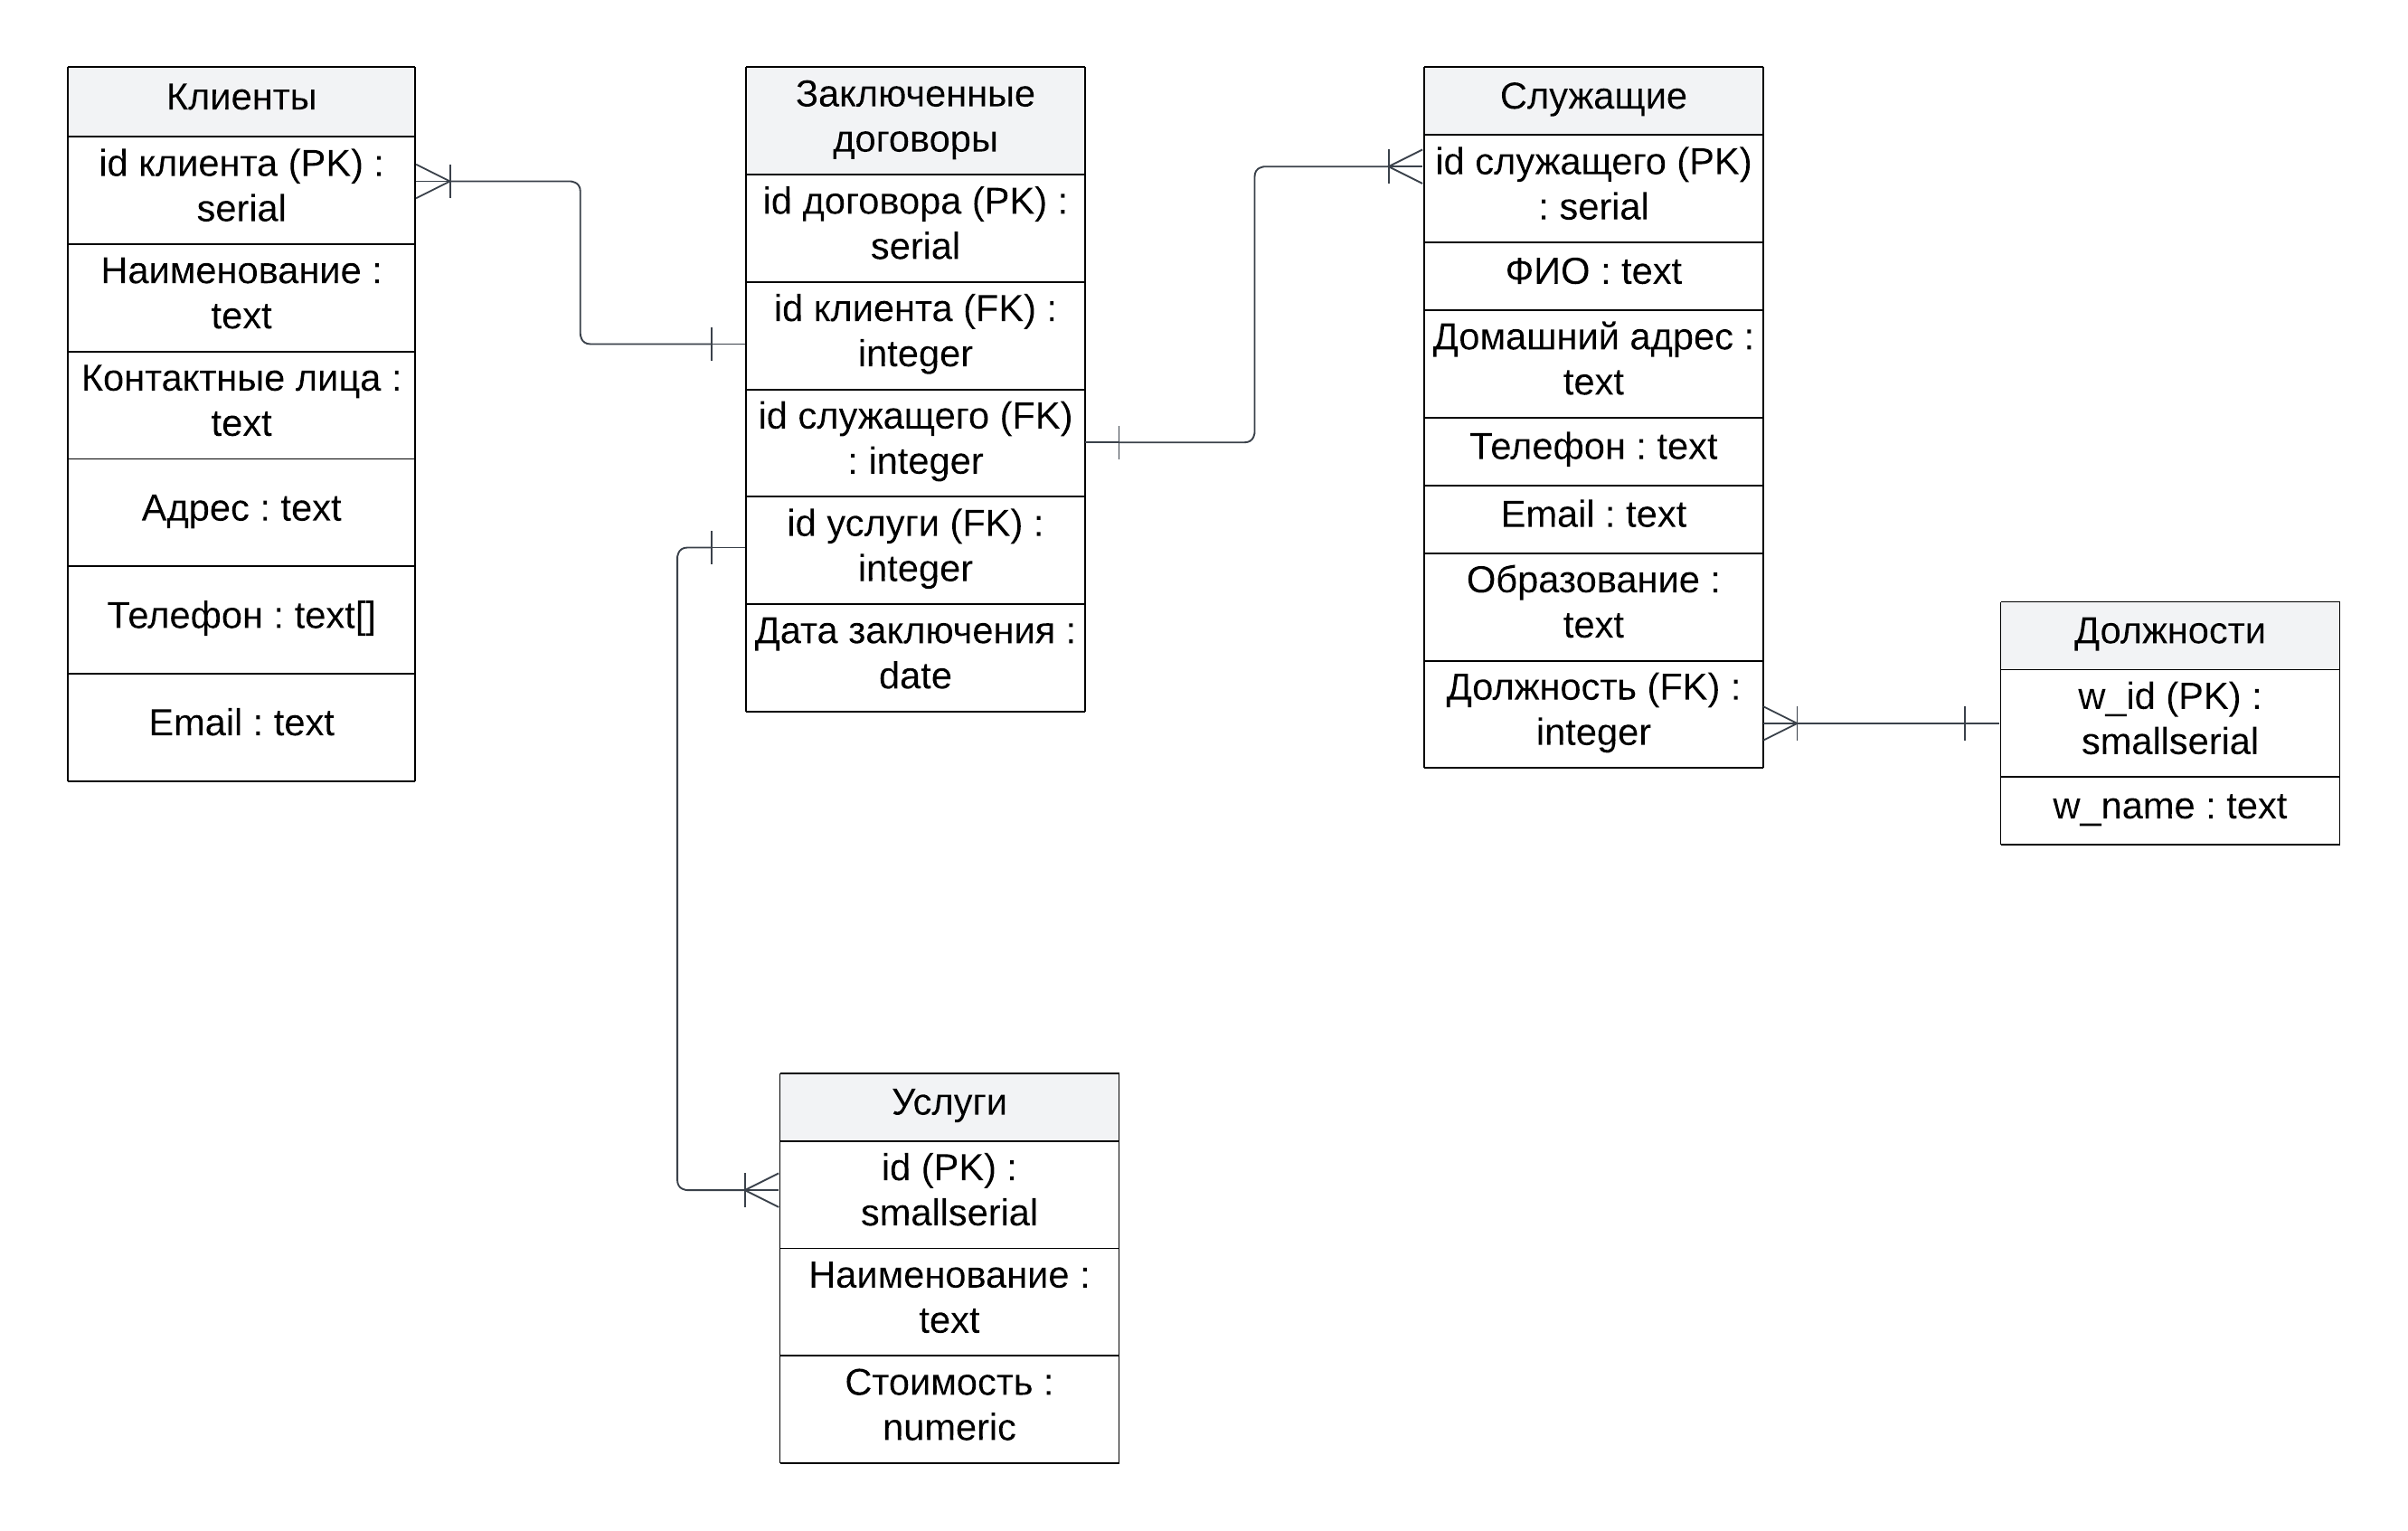 Клиенты
id клиента (PK) :
serial
Наименование :
text
Контактные лица :
text
Адрес : text
Телефон : text[]
Email : text
Заключенные
договоры
id договора (PK) :
serial
id клиента (FK) :
integer
id служащего (FK)
: integer
id услуги (FK) :
integer
Дата заключения :
date
Служащие
id служащего (PK)
: serial
ФИО : text
Домашний адрес :
text
Телефон : text
Email : text
Образование :
text
Должность (FK) :
integer
Должности
w_id (PK) :
smallserial
w_name : text
Услуги
id (PK) :
smallserial
Наименование :
text
Стоимость :
numeric